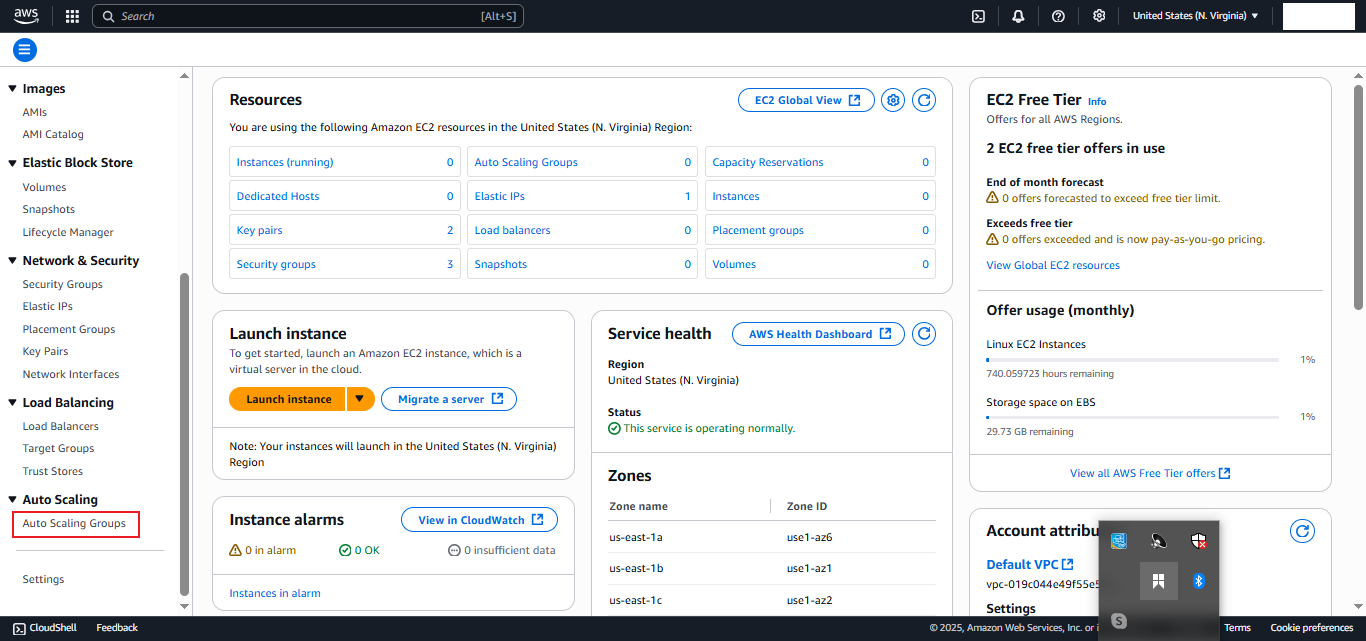 aws
Search
[Alt+S]
United States (N. Virginia)
Images
AMIs
AMI Catalog
Elastic Block Store
Volumes
Snapshots
Lifecycle Manager
Network & Security
Security Groups
Elastic IPs
Placement Groups
Key Pairs
Network Interfaces
Load Balancing
Load Balancers
Target Groups
Trust Stores
Auto Scaling
Auto Scaling Groups
Settings
Resources
EC2 Global View
You are using the following Amazon EC2 resources in the United States (N. Virginia) Region:
Instances (running) 0
Auto Scaling Groups 0
Capacity Reservations 0
Dedicated Hosts 0
Elastic IPs 1
Instances 0
Key pairs 2
Load balancers 0
Placement groups 0
Security groups 3
Snapshots 0
Volumes 0
Launch instance
To get started, launch an Amazon EC2 instance, which is a
virtual server in the cloud.
Launch instance
Migrate a server
Note: Your instances will launch in the United States (N. Virginia)
Region
Instance alarms
View in CloudWatch
0 in alarm
0 OK
0 insufficient data
Instances in alarm
Service health
AWS Health Dashboard
Region
United States (N. Virginia)
Status
This service is operating normally.
Zones
Zone name Zone ID
us-east-1a use1-az6
us-east-1b use1-az1
us-east-1c use1-az2
EC2 Free Tier Info
Offers for all AWS Regions.
2 EC2 free tier offers in use
End of month forecast
0 offers forecasted to exceed free tier limit.
Exceeds free tier
0 offers exceeded and is now pay-as-you-go pricing.
View Global EC2 resources
Offer usage (monthly)
Linux EC2 Instances
1%
740.059723 hours remaining
Storage space on EBS
1%
29.73 GB remaining
View all AWS Free Tier offers
Account attribu
Default VPC
vpc-019c044e49f55e5
Settings
CloudShell
Feedback
© 2025, Amazon Web Services, Inc. or i
Terms
Cookie preferences